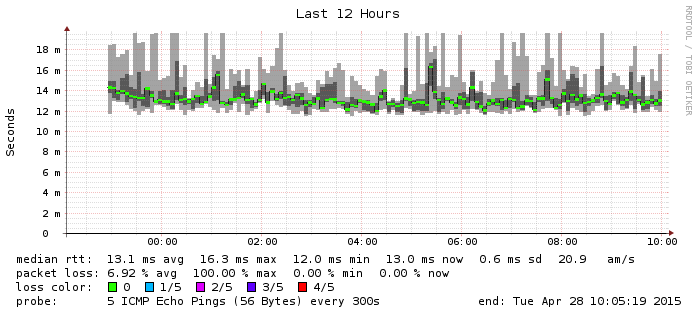 Last 12 Hours
RRDTOOL / TOBI OETIKER
Seconds
18 m
16 m
14 m
12 m
10 m
8 m
6 m
4 m
2 m
0
00:00 02:00 04:00 06:00 08:00 10:00
median rtt: 13.1 ms avg 16.3 ms max 12.0 ms min 13.0 ms now 0.6 ms sd 20.9 am/s
packet loss: 6.92 % avg 100.00 % max 0.00 % min 0.00 % now
loss color: 0 1/5 2/5 3/5 4/5
probe: 5 ICMP Echo Pings (56 Bytes) every 300s end: Tue Apr 28 10:05:19 2015